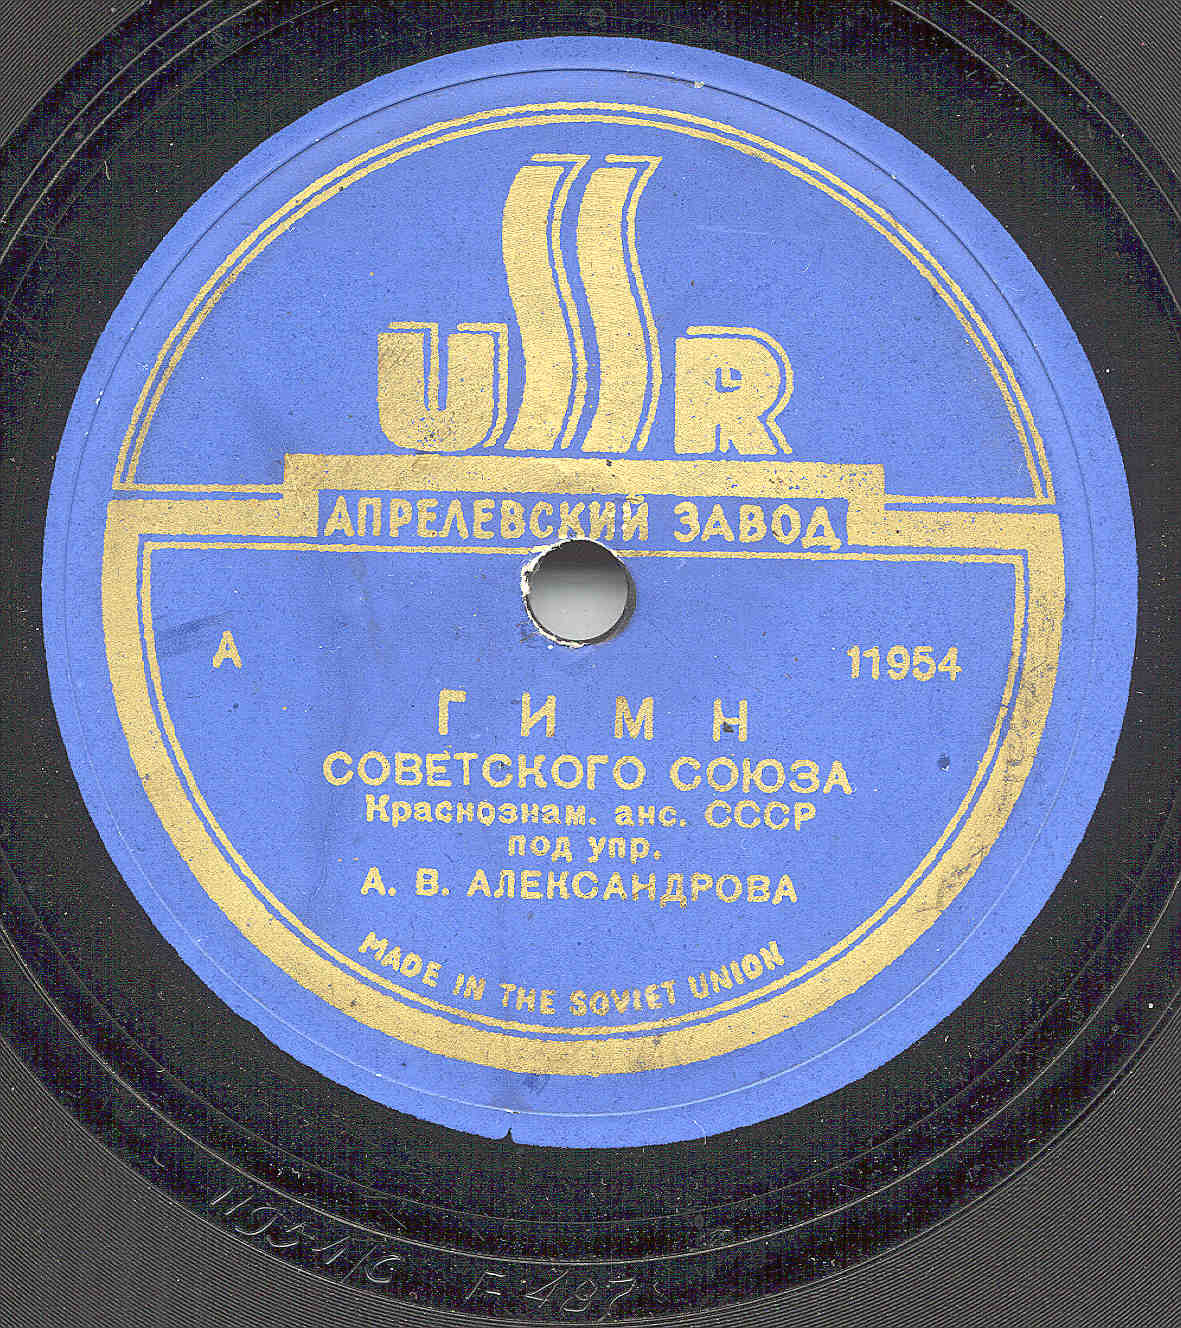 USSR
АПРЕЛЕВСКИЙ ЗАВОД
А 11954
ГИМН
СОВЕТСКОГО СОЮЗА
Краснознам. анс. СССР
под упр.
А. В. АЛЕКСАНДРОВА
MADE IN THE SOVIET UNION